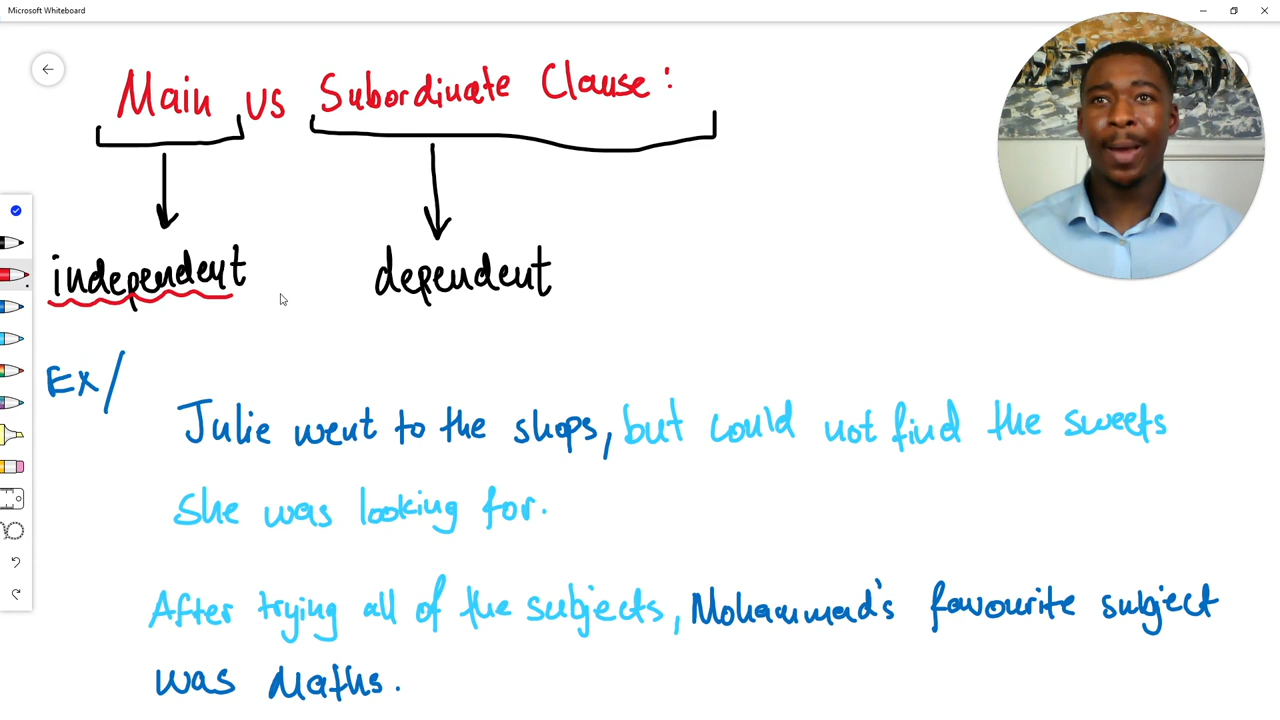 Microsoft Whiteboard
Main vs Subordinate Clause:
independent dependent
Ex/
Julie went to the shops, but could not find the sweets
She was looking for.
After trying all of the subjects, Mohammad's favourite subject
was Maths.